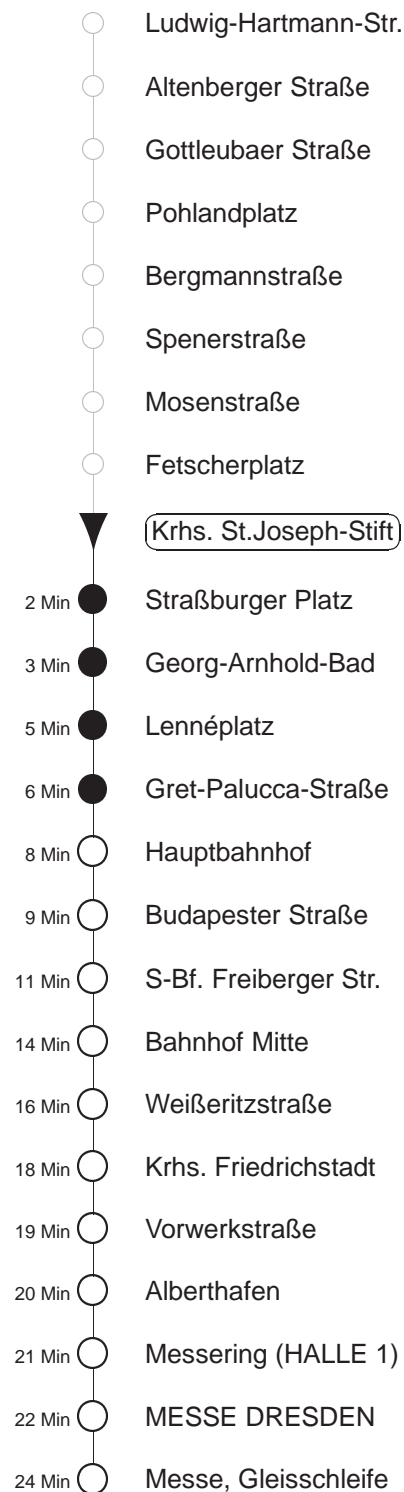 Ludwig-Hartmann-Str.
Altenberger Straße
Gottleubaer Straße
Pohlandplatz
Bergmannstraße
Spenerstraße
Mosenstraße
Fetscherplatz
Krhs. St.Joseph-Stift
2 Min Straßburger Platz
3 Min Georg-Arnhold-Bad
5 Min Lennéplatz
6 Min Gret-Palucca-Straße
8 Min Hauptbahnhof
9 Min Budapester Straße
11 Min S-Bf. Freiberger Str.
14 Min Bahnhof Mitte
16 Min Weißeritzstraße
18 Min Krhs. Friedrichstadt
19 Min Vorwerkstraße
20 Min Alberthafen
21 Min Messering (HALLE 1)
22 Min MESSE DRESDEN
24 Min Messe, Gleisschleife